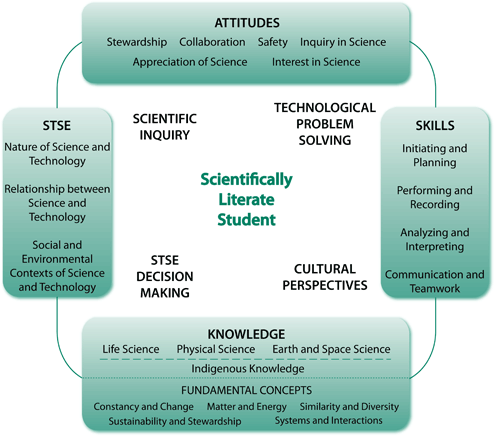 ATTITUDES
Stewardship Collaboration Safety Inquiry in Science
Appreciation of Science Interest in Science
STSE
Nature of Science and
Technology
Relationship between
Science and
Technology
Social and
Environmental
Contexts of Science
and Technology
SCIENTIFIC
INQUIRY
TECHNOLOGICAL
PROBLEM
SOLVING
Scientifically
Literate
Student
STSE
DECISION
MAKING
CULTURAL
PERSPECTIVES
SKILLS
Initiating and
Planning
Performing and
Recording
Analyzing and
Interpreting
Communication and
Teamwork
KNOWLEDGE
Life Science Physical Science Earth and Space Science
Indigenous Knowledge
FUNDAMENTAL CONCEPTS
Constancy and Change Matter and Energy Similarity and Diversity
Sustainability and Stewardship Systems and Interactions